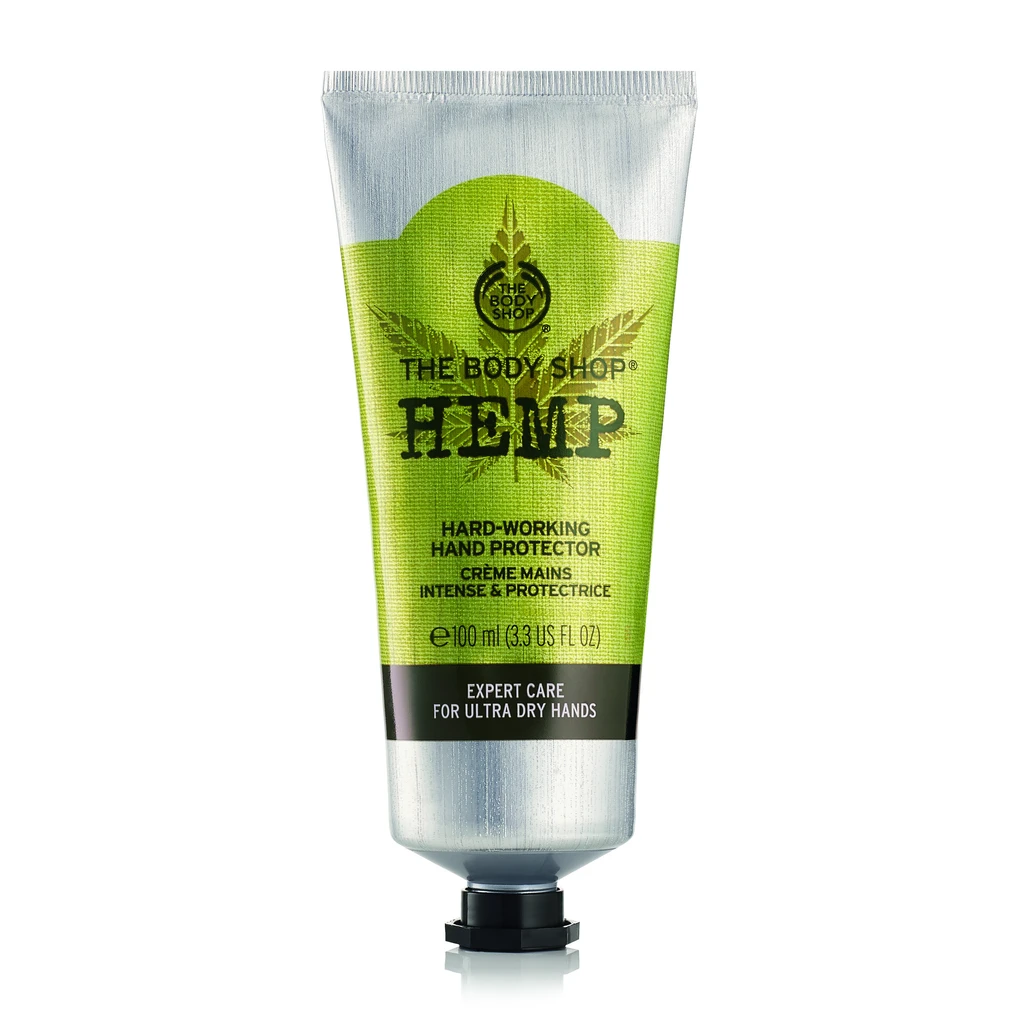 THE
BODY
SHOP
®
THE BODY SHOP®
HEMP
HARD-WORKING
HAND PROTECTOR
CRÈME MAINS
INTENSE & PROTECTRICE
℮100 ml (3.3 US FL OZ)
EXPERT CARE
FOR ULTRA DRY HANDS